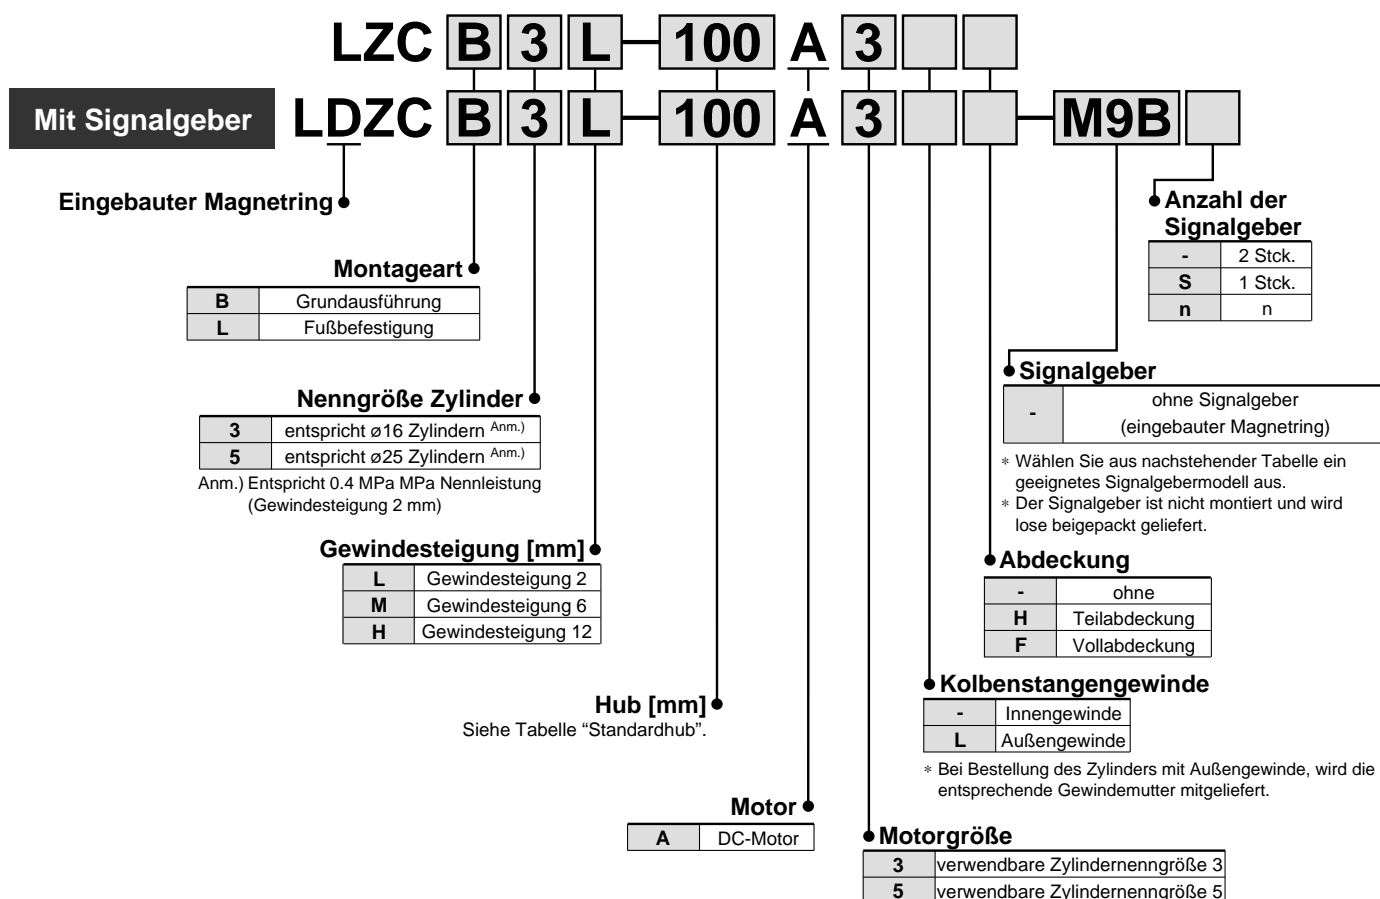 LZC B 3 L-100 A 3
Mit Signalgeber
LDZC B 3 L-100 A 3 - M9B
Eingebauter Magnetring
Anzahl der
Signalgeber
- 2 Stck.
S 1 Stck.
n n
Montageart
B Grundausführung
L Fußbefestigung
Signalgeber
- ohne Signalgeber
(eingebauter Magnetring)
* Wählen Sie aus nachstehender Tabelle ein
geeignetes Signalgebermodell aus.
* Der Signalgeber ist nicht montiert und wird
lose beigepackt geliefert.
Nenngröße Zylinder
3 entspricht ø16 Zylindern Anm.)
5 entspricht ø25 Zylindern Anm.)
Anm.) Entspricht 0.4 MPa MPa Nennleistung
(Gewindesteigung 2 mm)
Gewindesteigung [mm]
L Gewindesteigung 2
M Gewindesteigung 6
H Gewindesteigung 12
Abdeckung
- ohne
H Teilabdeckung
F Vollabdeckung
Kolbenstangengewinde
- Innengewinde
L Außengewinde
* Bei Bestellung des Zylinders mit Außengewinde, wird die
entsprechende Gewindemutter mitgeliefert.
Hub [mm]
Siehe Tabelle “Standardhub”.
Motor
A DC-Motor
Motorgröße
3 verwendbare Zylindernenngröße 3
5 verwendbare Zylindernenngröße 5